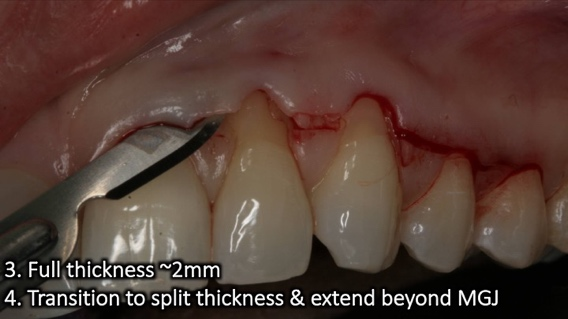 3. Full thickness ~2mm
4. Transition to split thickness & extend beyond MGJ